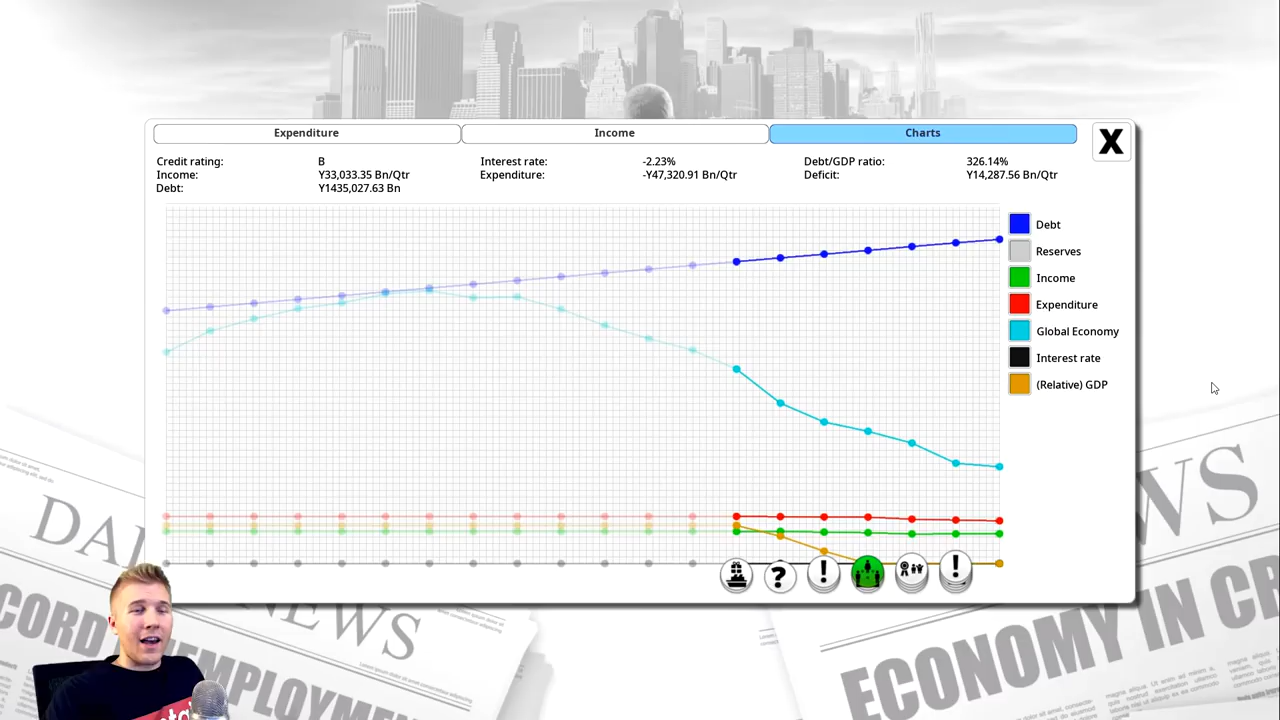 Expenditure
Income
Charts
X
Credit rating: B
Interest rate: -2.23%
Debt/GDP ratio: 326.14%
Income: Y33,033.35 Bn/Qtr
Expenditure: -Y47,320.91 Bn/Qtr
Deficit: Y14,287.56 Bn/Qtr
Debt: Y1435,027.63 Bn
Debt
Reserves
Income
Expenditure
Global Economy
Interest rate
(Relative) GDP
?
!
!
DAI
NEWS
WS
CORD
EMPLOYM
ECONOMY IN CR